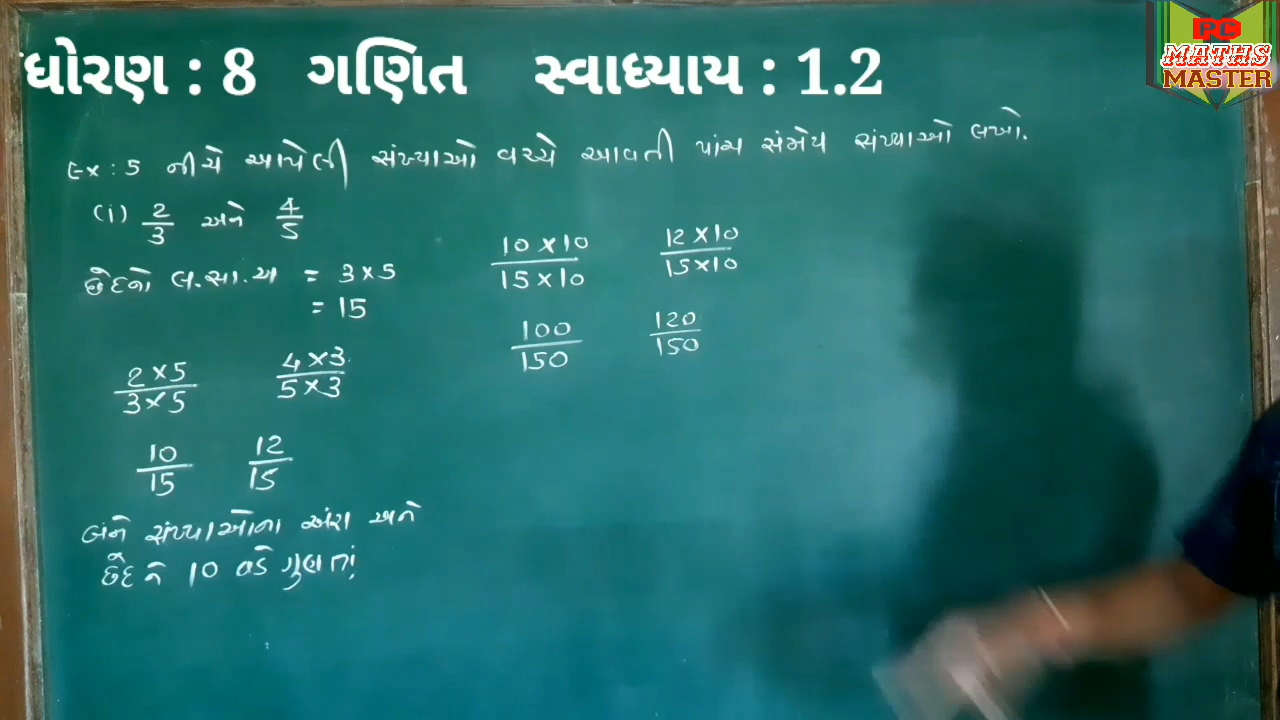 ધોરણ : 8 ગણિત સ્વાધ્યાય : 1.2
PC
MATHS
MASTER
Ex : 5 નીચે આપેલી સંખ્યાઓ વચ્ચે આવતી પાંચ સંમેય સંખ્યાઓ લખો.
(i) 2/3 અને 4/5
છેદનો લ.સા.અ = 3×5
= 15
2×5/3×5 4×3/5×3
10/15 12/15
બંને સંખ્યાઓના અંશ અને
છેદ ને 10 વડે ગુણતાં
10×10/15×10 12×10/15×10
100/150 120/150